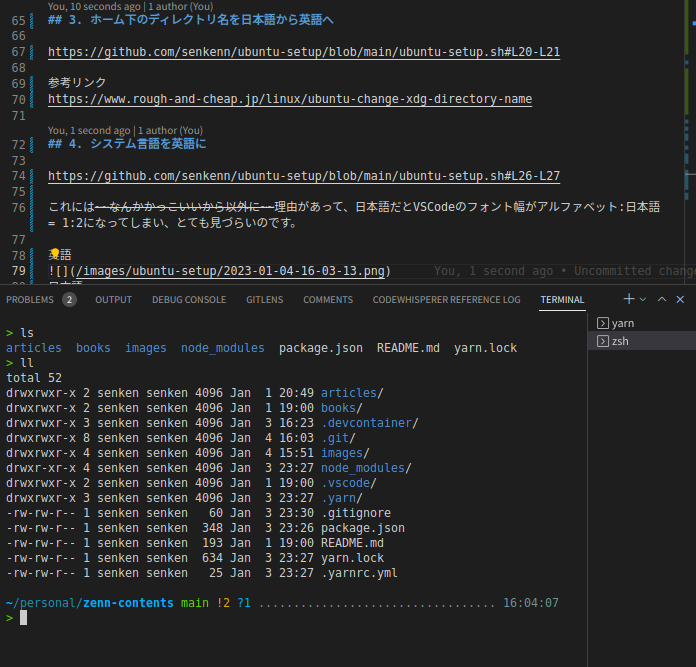 You, 10 seconds ago | 1 author (You)
65 ## 3. ホーム下のディレクトリ名を日本語から英語へ
66
67 https://github.com/senkenn/ubuntu-setup/blob/main/ubuntu-setup.sh#L20-L21
68
69 参考リンク
70 https://www.rough-and-cheap.jp/linux/ubuntu-change-xdg-directory-name
71
You, 1 second ago | 1 author (You)
72 ## 4. システム言語を英語に
73
74 https://github.com/senkenn/ubuntu-setup/blob/main/ubuntu-setup.sh#L26-L27
75
76 これには~~なんかかっこいいから以外に~~理由があって、日本語だとVSCodeのフォント幅がアルファベット:日本語
= 1:2になってしまい、とても見づらいのです。
77
78 英語
79 ![](/images/ubuntu-setup/2023-01-04-16-03-13.png) You, 1 second ago • Uncommitted chang
PROBLEMS 2 OUTPUT DEBUG CONSOLE GITLENS COMMENTS CODEWHISPERER REFERENCE LOG TERMINAL
yarn
zsh
> ls
articles books images node_modules package.json README.md yarn.lock
> ll
total 52
drwxrwxr-x 2 senken senken 4096 Jan  1 20:49 articles/
drwxrwxr-x 2 senken senken 4096 Jan  1 19:00 books/
drwxrwxr-x 3 senken senken 4096 Jan  3 16:23 .devcontainer/
drwxrwxr-x 8 senken senken 4096 Jan  4 16:03 .git/
drwxrwxr-x 4 senken senken 4096 Jan  4 15:51 images/
drwxr-xr-x 4 senken senken 4096 Jan  3 23:27 node_modules/
drwxrwxr-x 2 senken senken 4096 Jan  1 19:00 .vscode/
drwxrwxr-x 3 senken senken 4096 Jan  3 23:27 .yarn/
-rw-rw-r-- 1 senken senken   60 Jan  3 23:30 .gitignore
-rw-rw-r-- 1 senken senken  348 Jan  3 23:26 package.json
-rw-rw-r-- 1 senken senken  193 Jan  1 19:00 README.md
-rw-rw-r-- 1 senken senken  634 Jan  3 23:27 yarn.lock
-rw-rw-r-- 1 senken senken   25 Jan  3 23:27 .yarnrc.yml
~/personal/zenn-contents main !2 ?1 .................................. 16:04:07
>